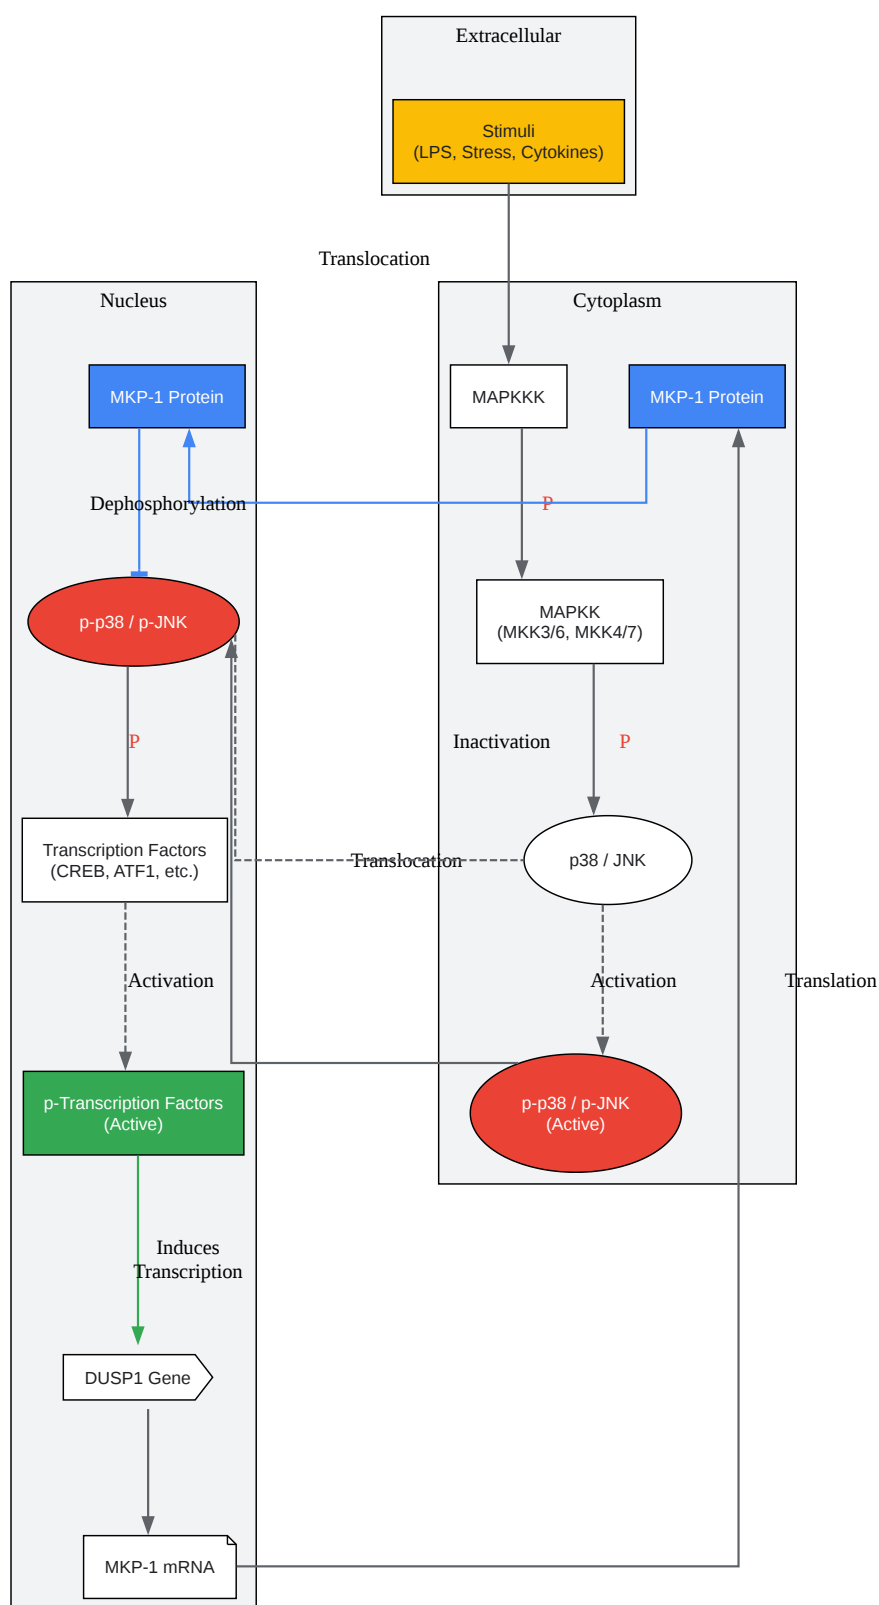 Extracellular
Stimuli
(LPS, Stress, Cytokines)
Translocation
Nucleus
Cytoplasm
MKP-1 Protein
MAPKKK
MKP-1 Protein
Dephosphorylation
P
MAPKK
(MKK3/6, MKK4/7)
p-p38 / p-JNK
P
Inactivation
P
Transcription Factors
(CREB, ATF1, etc.)
Translocation
p38 / JNK
Activation
Activation
Translation
p-Transcription Factors
(Active)
p-p38 / p-JNK
(Active)
Induces
Transcription
DUSP1 Gene
MKP-1 mRNA